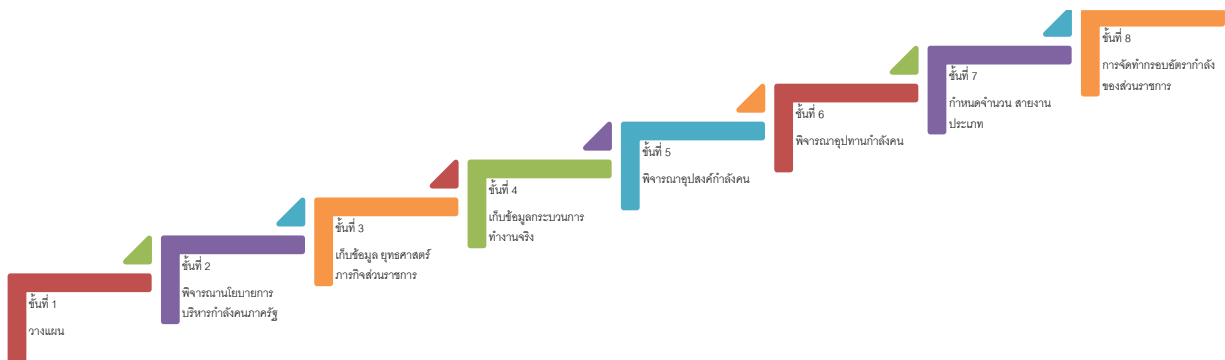 ขั้นที่ 1
วางแผน
ขั้นที่ 2
พิจารณานโยบายการ
บริหารกำลังคนภาครัฐ
ขั้นที่ 3
เก็บข้อมูล ยุทธศาสตร์
ภารกิจส่วนราชการ
ขั้นที่ 4
เก็บข้อมูลกระบวนการ
ทำงานจริง
ขั้นที่ 5
พิจารณาอุปสงค์กำลังคน
ขั้นที่ 6
พิจารณาอุปทานกำลังคน
ขั้นที่ 7
กำหนดจำนวน สายงาน
ประเภท
ขั้นที่ 8
การจัดทำกรอบอัตรากำลัง
ของส่วนราชการ